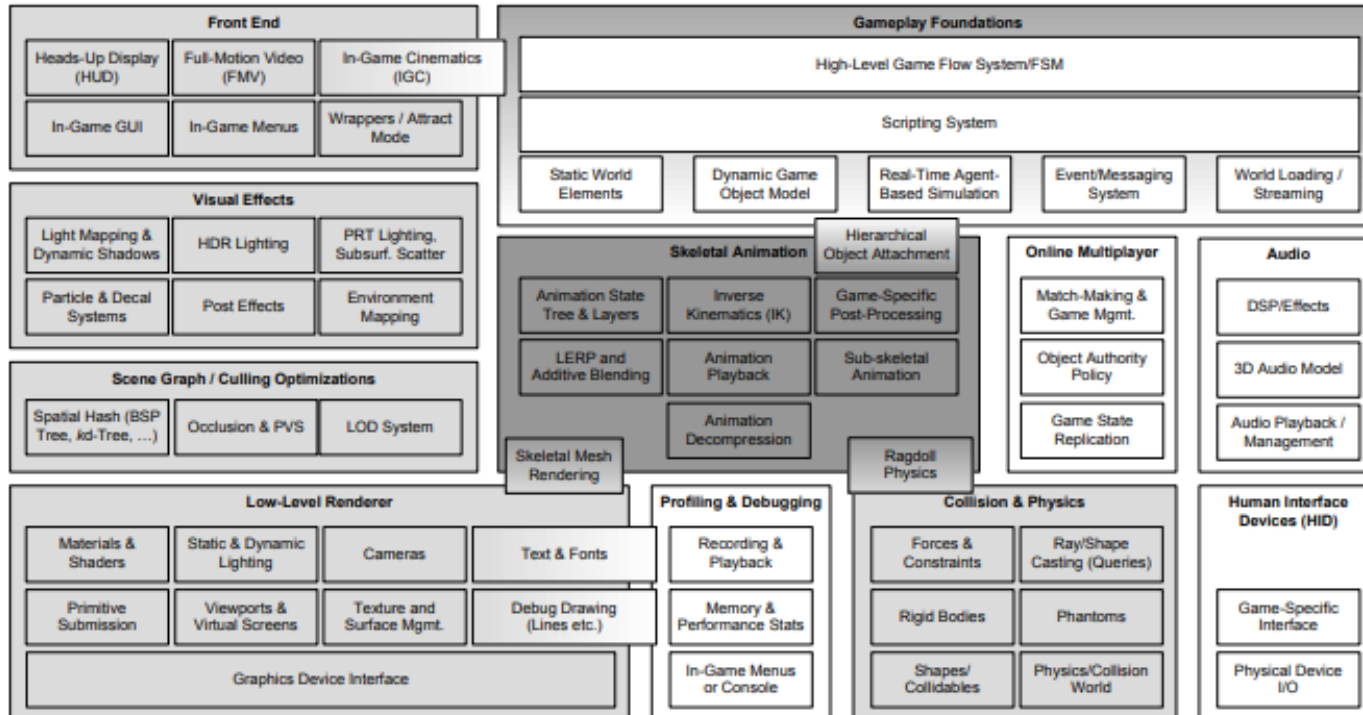 Front End
Heads-Up Display
(HUD)
Full-Motion Video
(FMV)
In-Game Cinematics
(IGC)
In-Game GUI
In-Game Menus
Wrappers / Attract
Mode
Visual Effects
Light Mapping &
Dynamic Shadows
HDR Lighting
PRT Lighting,
Subsurf. Scatter
Particle & Decal
Systems
Post Effects
Environment
Mapping
Scene Graph / Culling Optimizations
Spatial Hash (BSP
Tree, kd-Tree, …)
Occlusion & PVS
LOD System
Gameplay Foundations
High-Level Game Flow System/FSM
Scripting System
Static World
Elements
Dynamic Game
Object Model
Real-Time Agent-
Based Simulation
Event/Messaging
System
World Loading /
Streaming
Hierarchical
Object Attachment
Skeletal Animation
Animation State
Tree & Layers
Inverse
Kinematics (IK)
Game-Specific
Post-Processing
LERP and
Additive Blending
Animation
Playback
Sub-skeletal
Animation
Animation
Decompression
Skeletal Mesh
Rendering
Ragdoll
Physics
Online Multiplayer
Match-Making &
Game Mgmt.
Object Authority
Policy
Game State
Replication
Audio
DSP/Effects
3D Audio Model
Audio Playback /
Management
Low-Level Renderer
Materials &
Shaders
Static & Dynamic
Lighting
Cameras
Text & Fonts
Primitive
Submission
Viewports &
Virtual Screens
Texture and
Surface Mgmt.
Debug Drawing
(Lines etc.)
Graphics Device Interface
Profiling & Debugging
Recording &
Playback
Memory &
Performance Stats
In-Game Menus
or Console
Collision & Physics
Forces &
Constraints
Ray/Shape
Casting (Queries)
Rigid Bodies
Phantoms
Shapes/
Collidables
Physics/Collision
World
Human Interface
Devices (HID)
Game-Specific
Interface
Physical Device
I/O